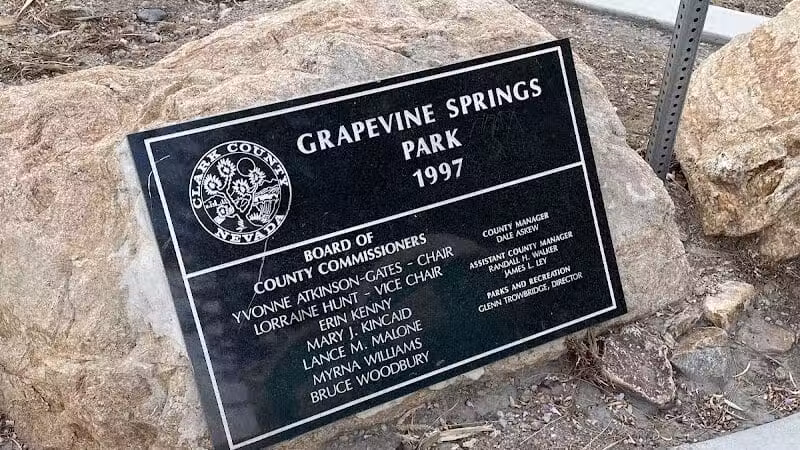 GRAPEVINE SPRINGS
PARK
1997
CLARK COUNTY
NEVADA
BOARD OF
COUNTY COMMISSIONERS
YVONNE ATKINSON-GATES - CHAIR
LORRAINE HUNT - VICE CHAIR
ERIN KENNY
MARY J. KINCAID
LANCE M. MALONE
MYRNA WILLIAMS
BRUCE WOODBURY
COUNTY MANAGER
DALE ASKEW
ASSISTANT COUNTY MANAGER
RANDALL H. WALKER
JAMES L. LEY
PARKS AND RECREATION
GLENN TROWBRIDGE, DIRECTOR